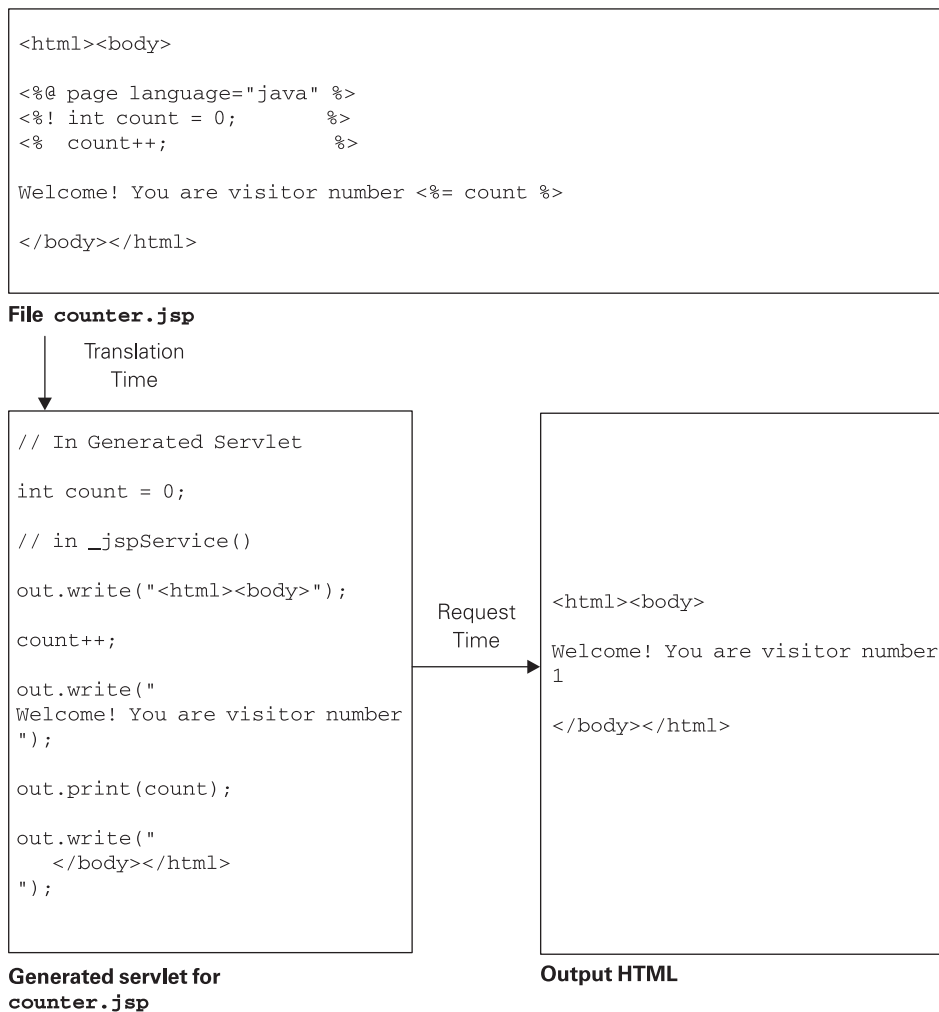 <html><body>
<%@ page language="java" %>
<%! int count = 0;        %>
<%  count++;              %>
Welcome! You are visitor number <%= count %>
</body></html>
File counter.jsp
Translation
Time
// In Generated Servlet
int count = 0;
// in _jspService()
out.write("<html><body>");
count++;
out.write("
Welcome! You are visitor number
");
out.print(count);
out.write("
   </body></html>
");
Generated servlet for
counter.jsp
Request
Time
<html><body>
Welcome! You are visitor number
1
</body></html>
Output HTML